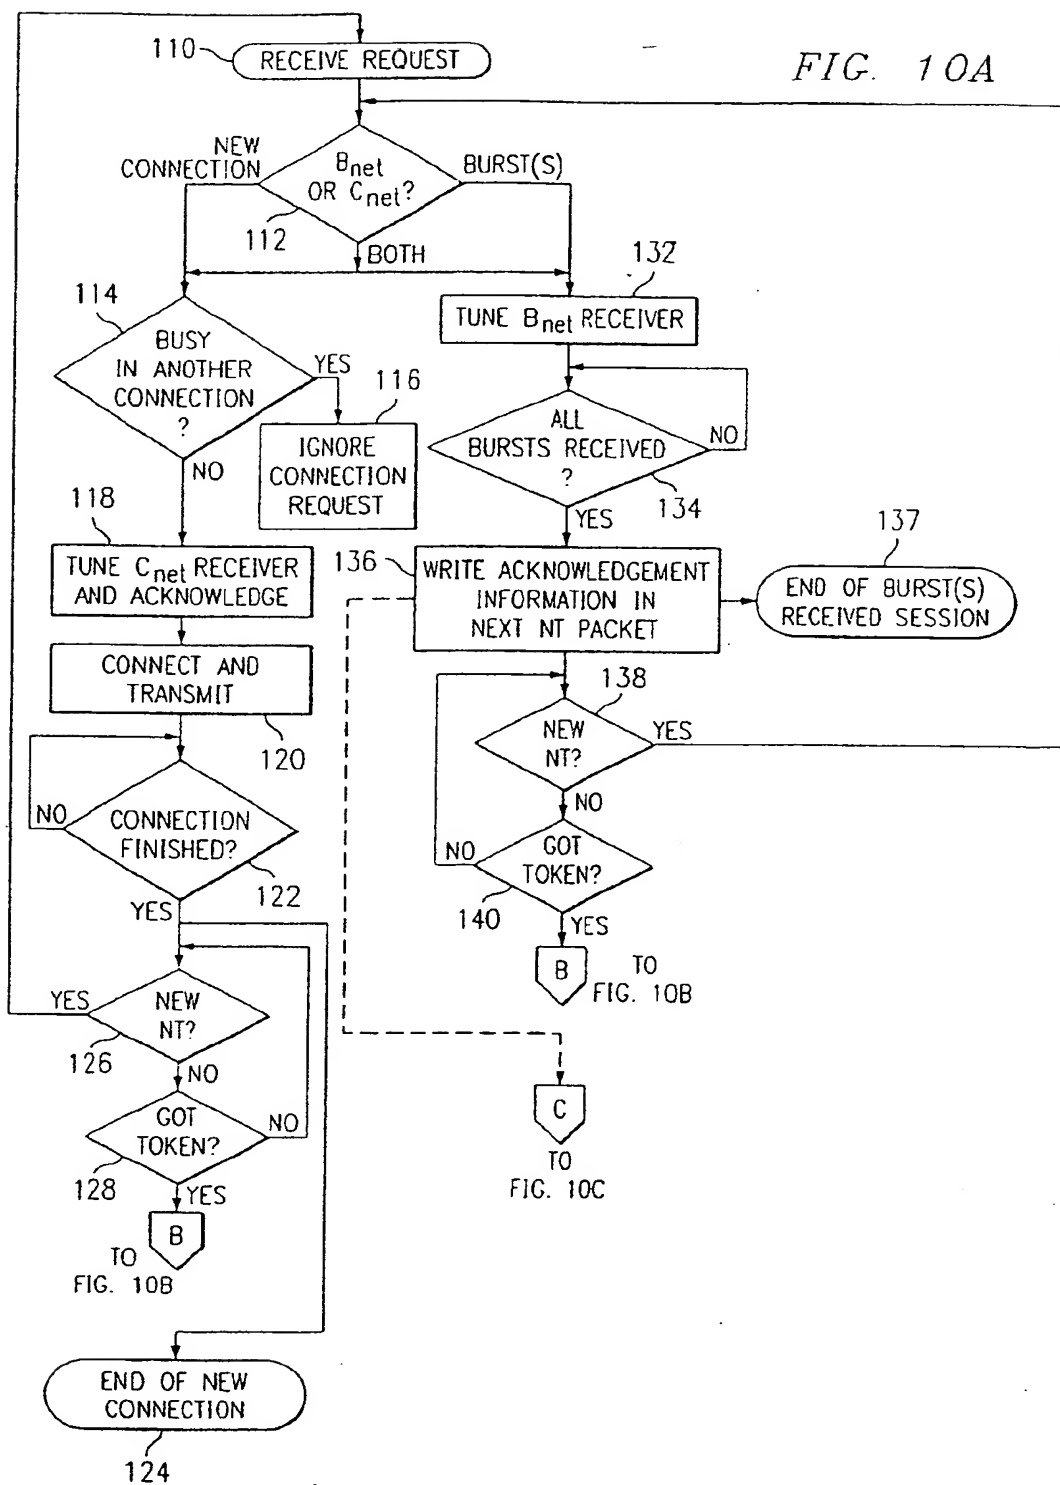 FIG. 10A
110
RECEIVE REQUEST
NEW
CONNECTION
Bnet
OR Cnet?
BURST(S)
112
BOTH
132
TUNE Bnet RECEIVER
114
BUSY
IN ANOTHER
CONNECTION
?
YES
116
IGNORE
CONNECTION
REQUEST
NO
ALL
BURSTS RECEIVED
?
NO
134
YES
118
TUNE Cnet RECEIVER
AND ACKNOWLEDGE
136
WRITE ACKNOWLEDGEMENT
INFORMATION IN
NEXT NT PACKET
137
END OF BURST(S)
RECEIVED SESSION
CONNECT AND
TRANSMIT
120
138
NEW
NT?
YES
NO
CONNECTION
FINISHED?
NO
122
YES
GOT
TOKEN?
NO
140
YES
B
TO
FIG. 10B
NEW
NT?
YES
126
NO
GOT
TOKEN?
NO
128
YES
B
TO
FIG. 10B
C
TO
FIG. 10C
END OF NEW
CONNECTION
124